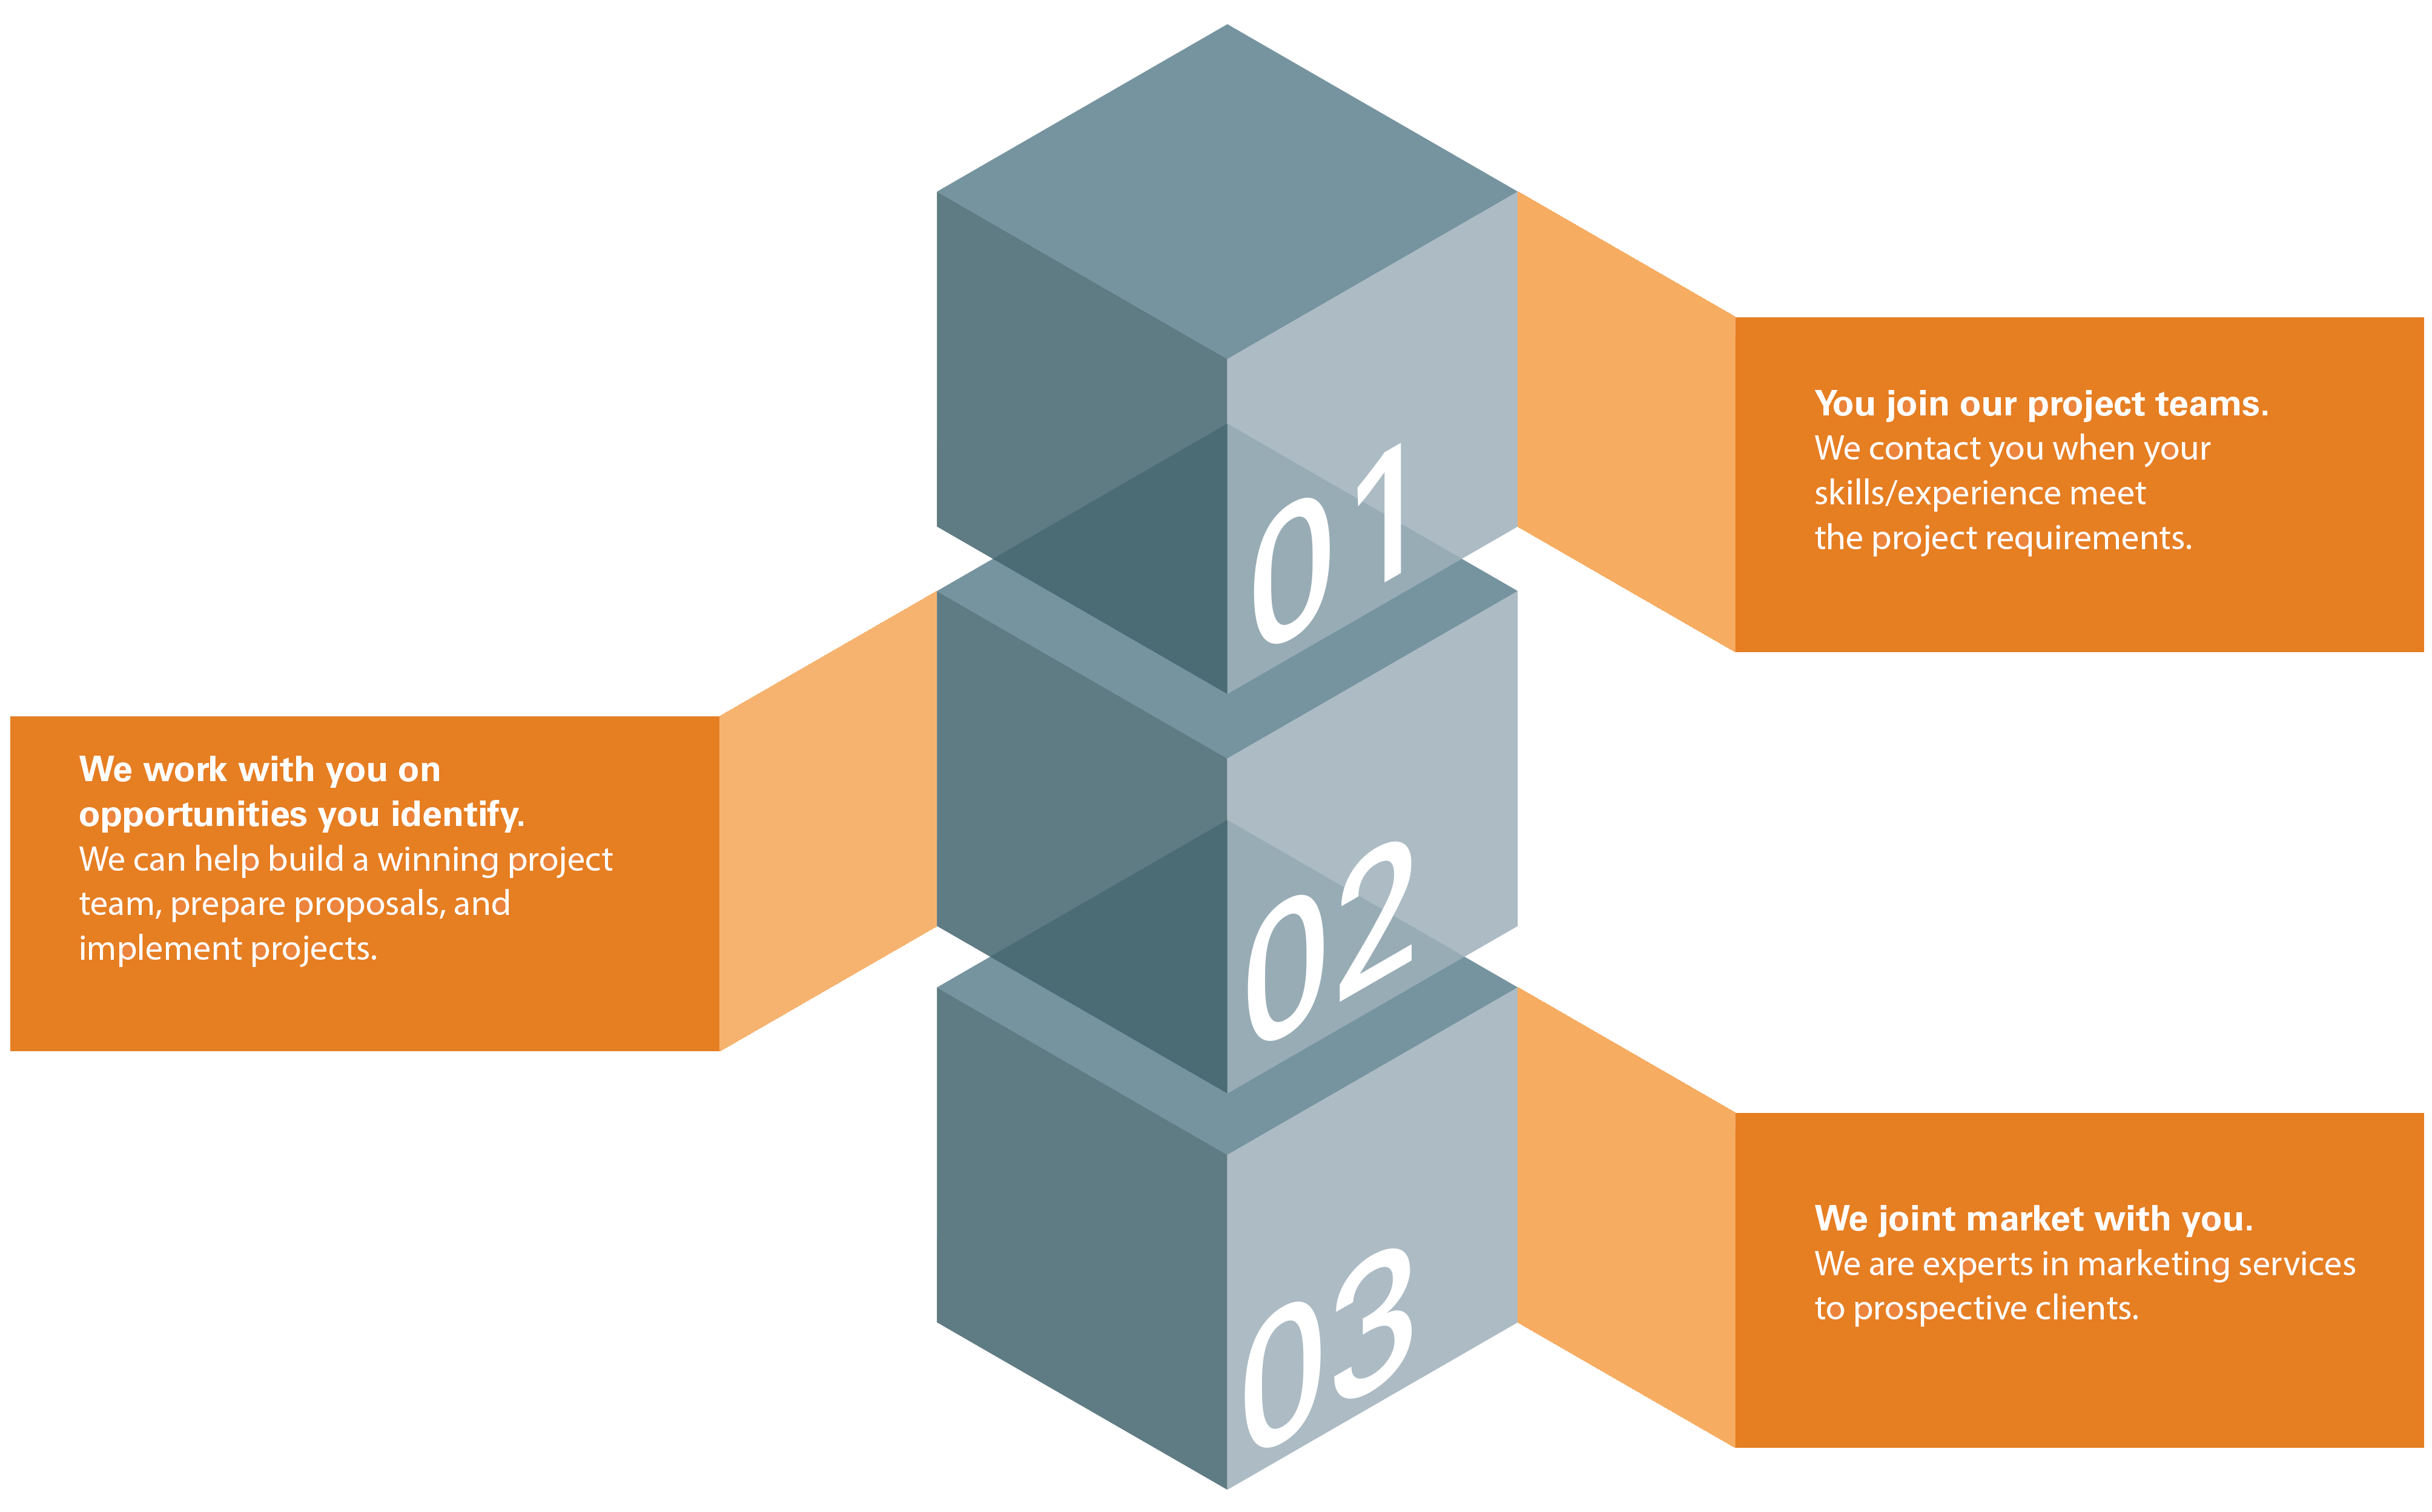 01
You join our project teams.
We contact you when your
skills/experience meet
the project requirements.
02
We work with you on
opportunities you identify.
We can help build a winning project
team, prepare proposals, and
implement projects.
03
We joint market with you.
We are experts in marketing services
to prospective clients.